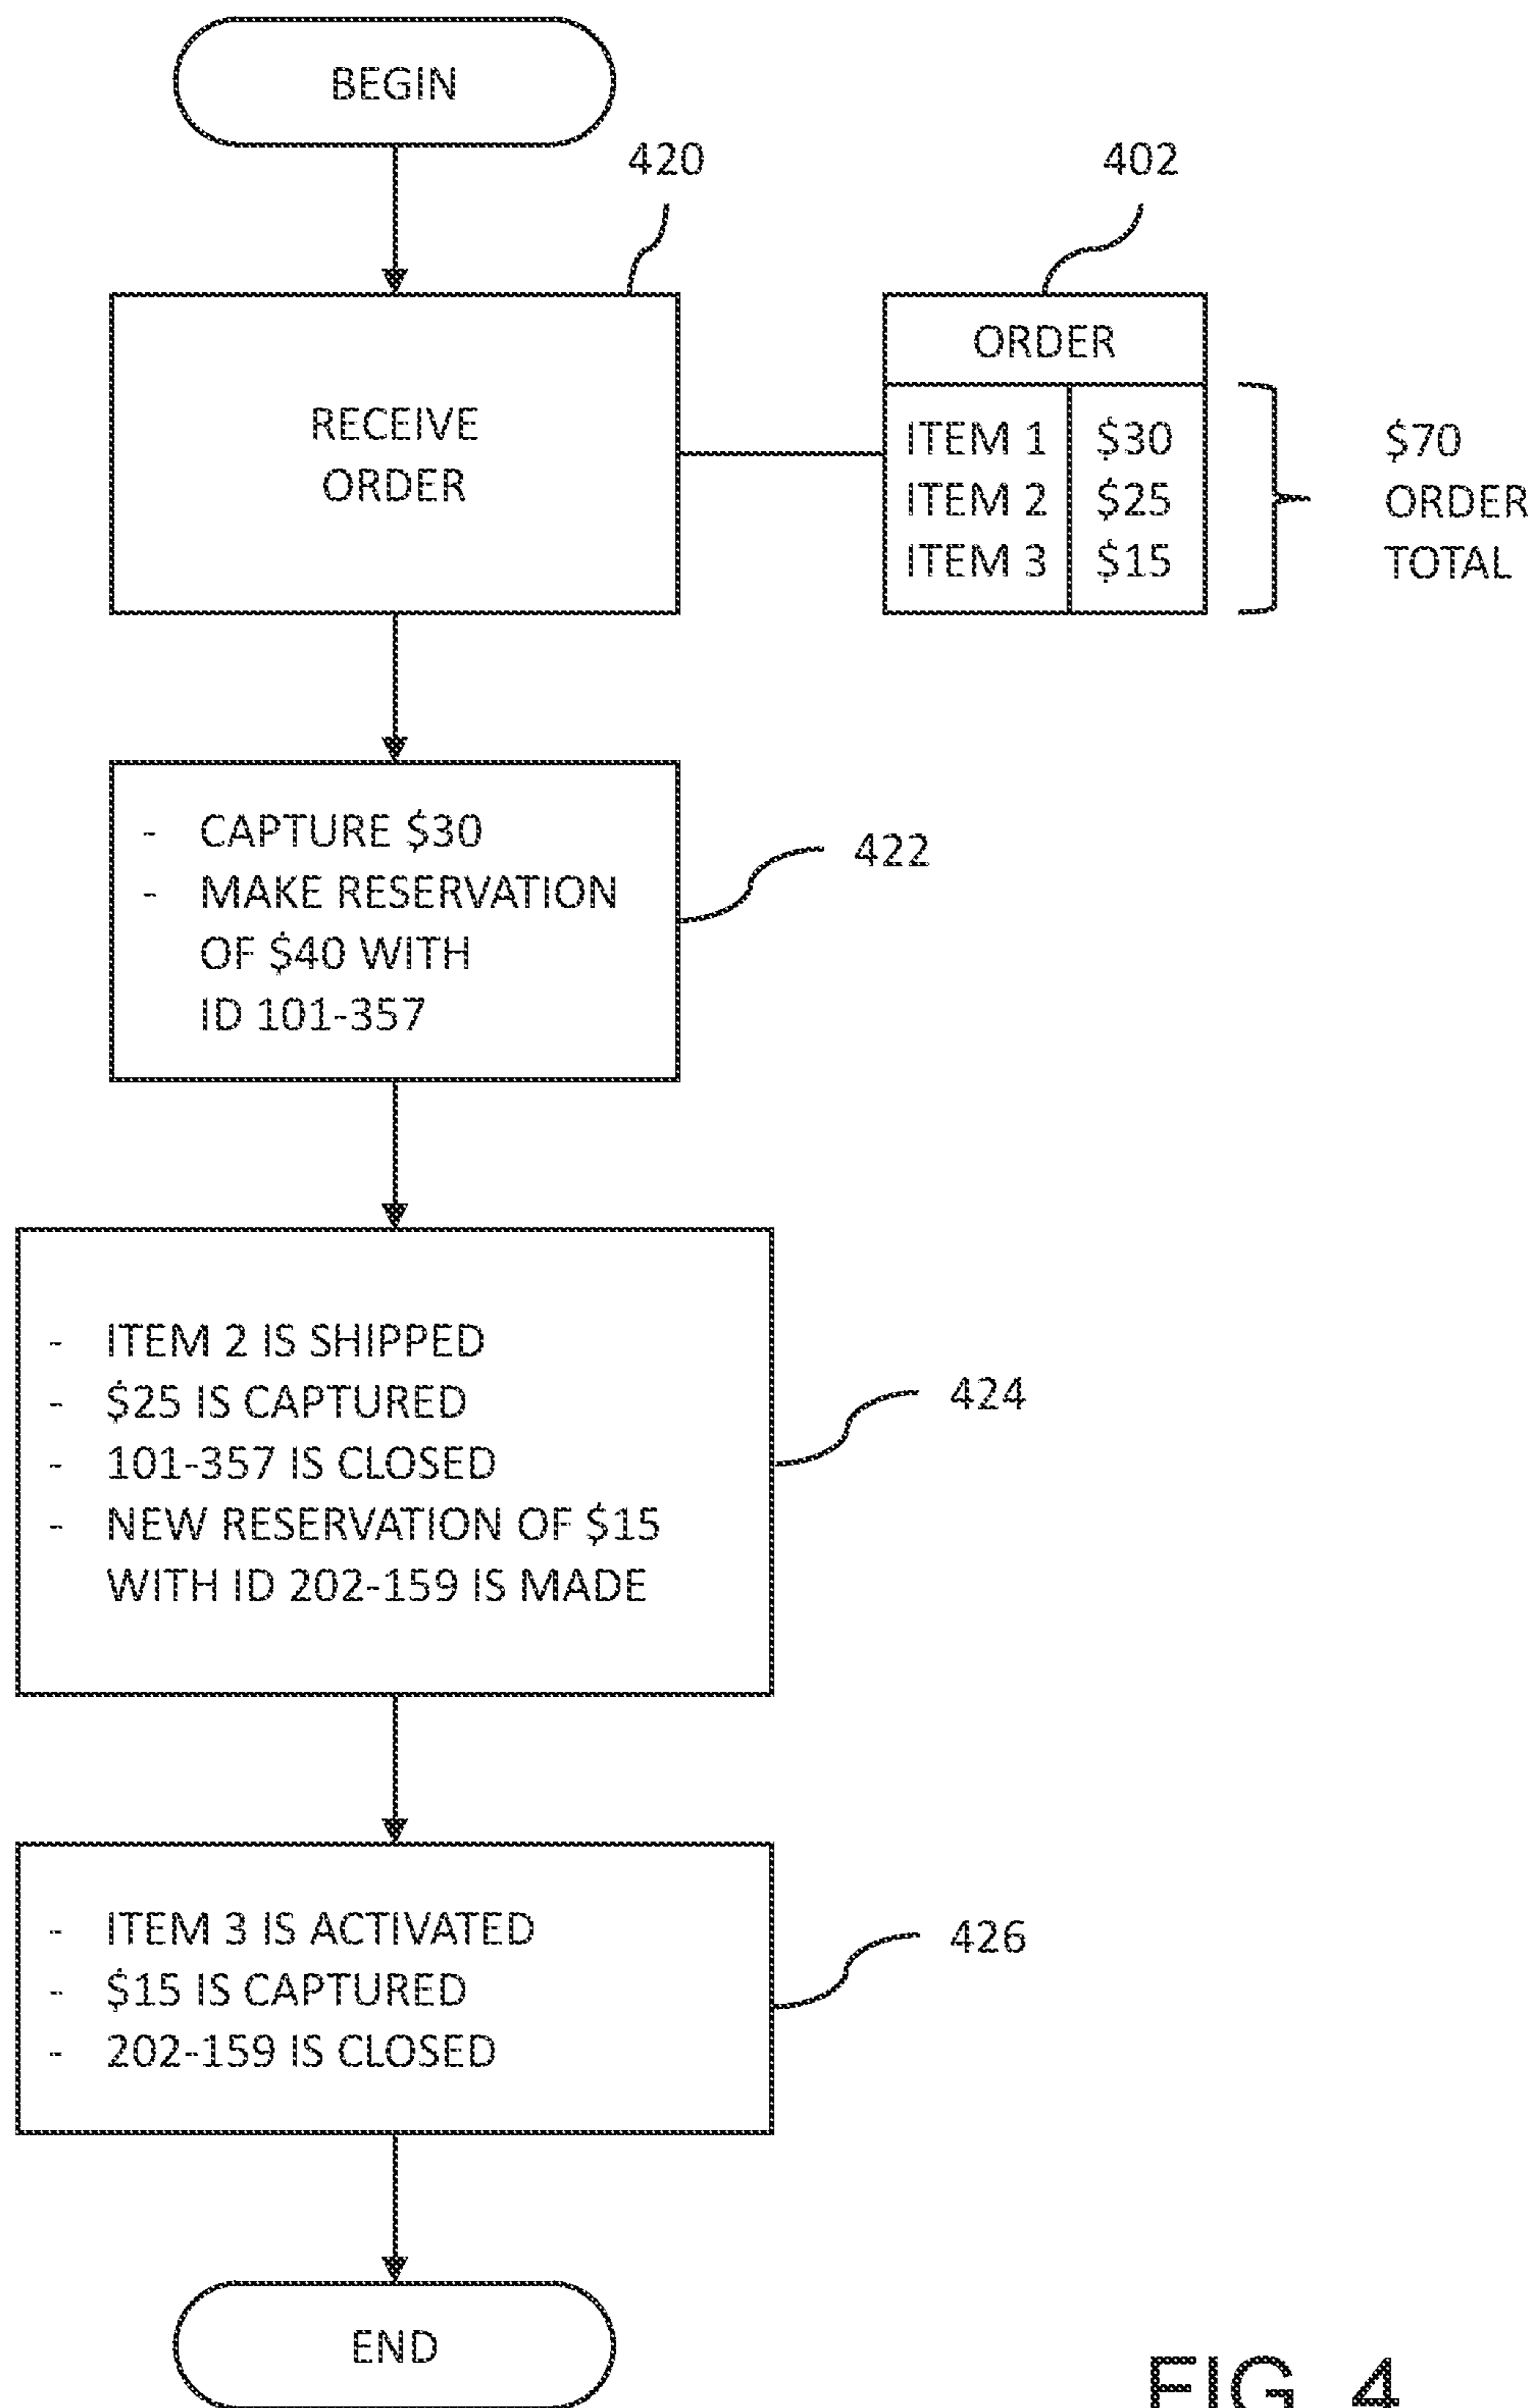 BEGIN
420
402
RECEIVE
ORDER
ORDER
ITEM 1 $30
ITEM 2 $25
ITEM 3 $15
$70
ORDER
TOTAL
- CAPTURE $30
- MAKE RESERVATION
OF $40 WITH
ID 101-357
422
- ITEM 2 IS SHIPPED
- $25 IS CAPTURED
- 101-357 IS CLOSED
- NEW RESERVATION OF $15
WITH ID 202-159 IS MADE
424
- ITEM 3 IS ACTIVATED
- $15 IS CAPTURED
- 202-159 IS CLOSED
426
END
FIG. 4